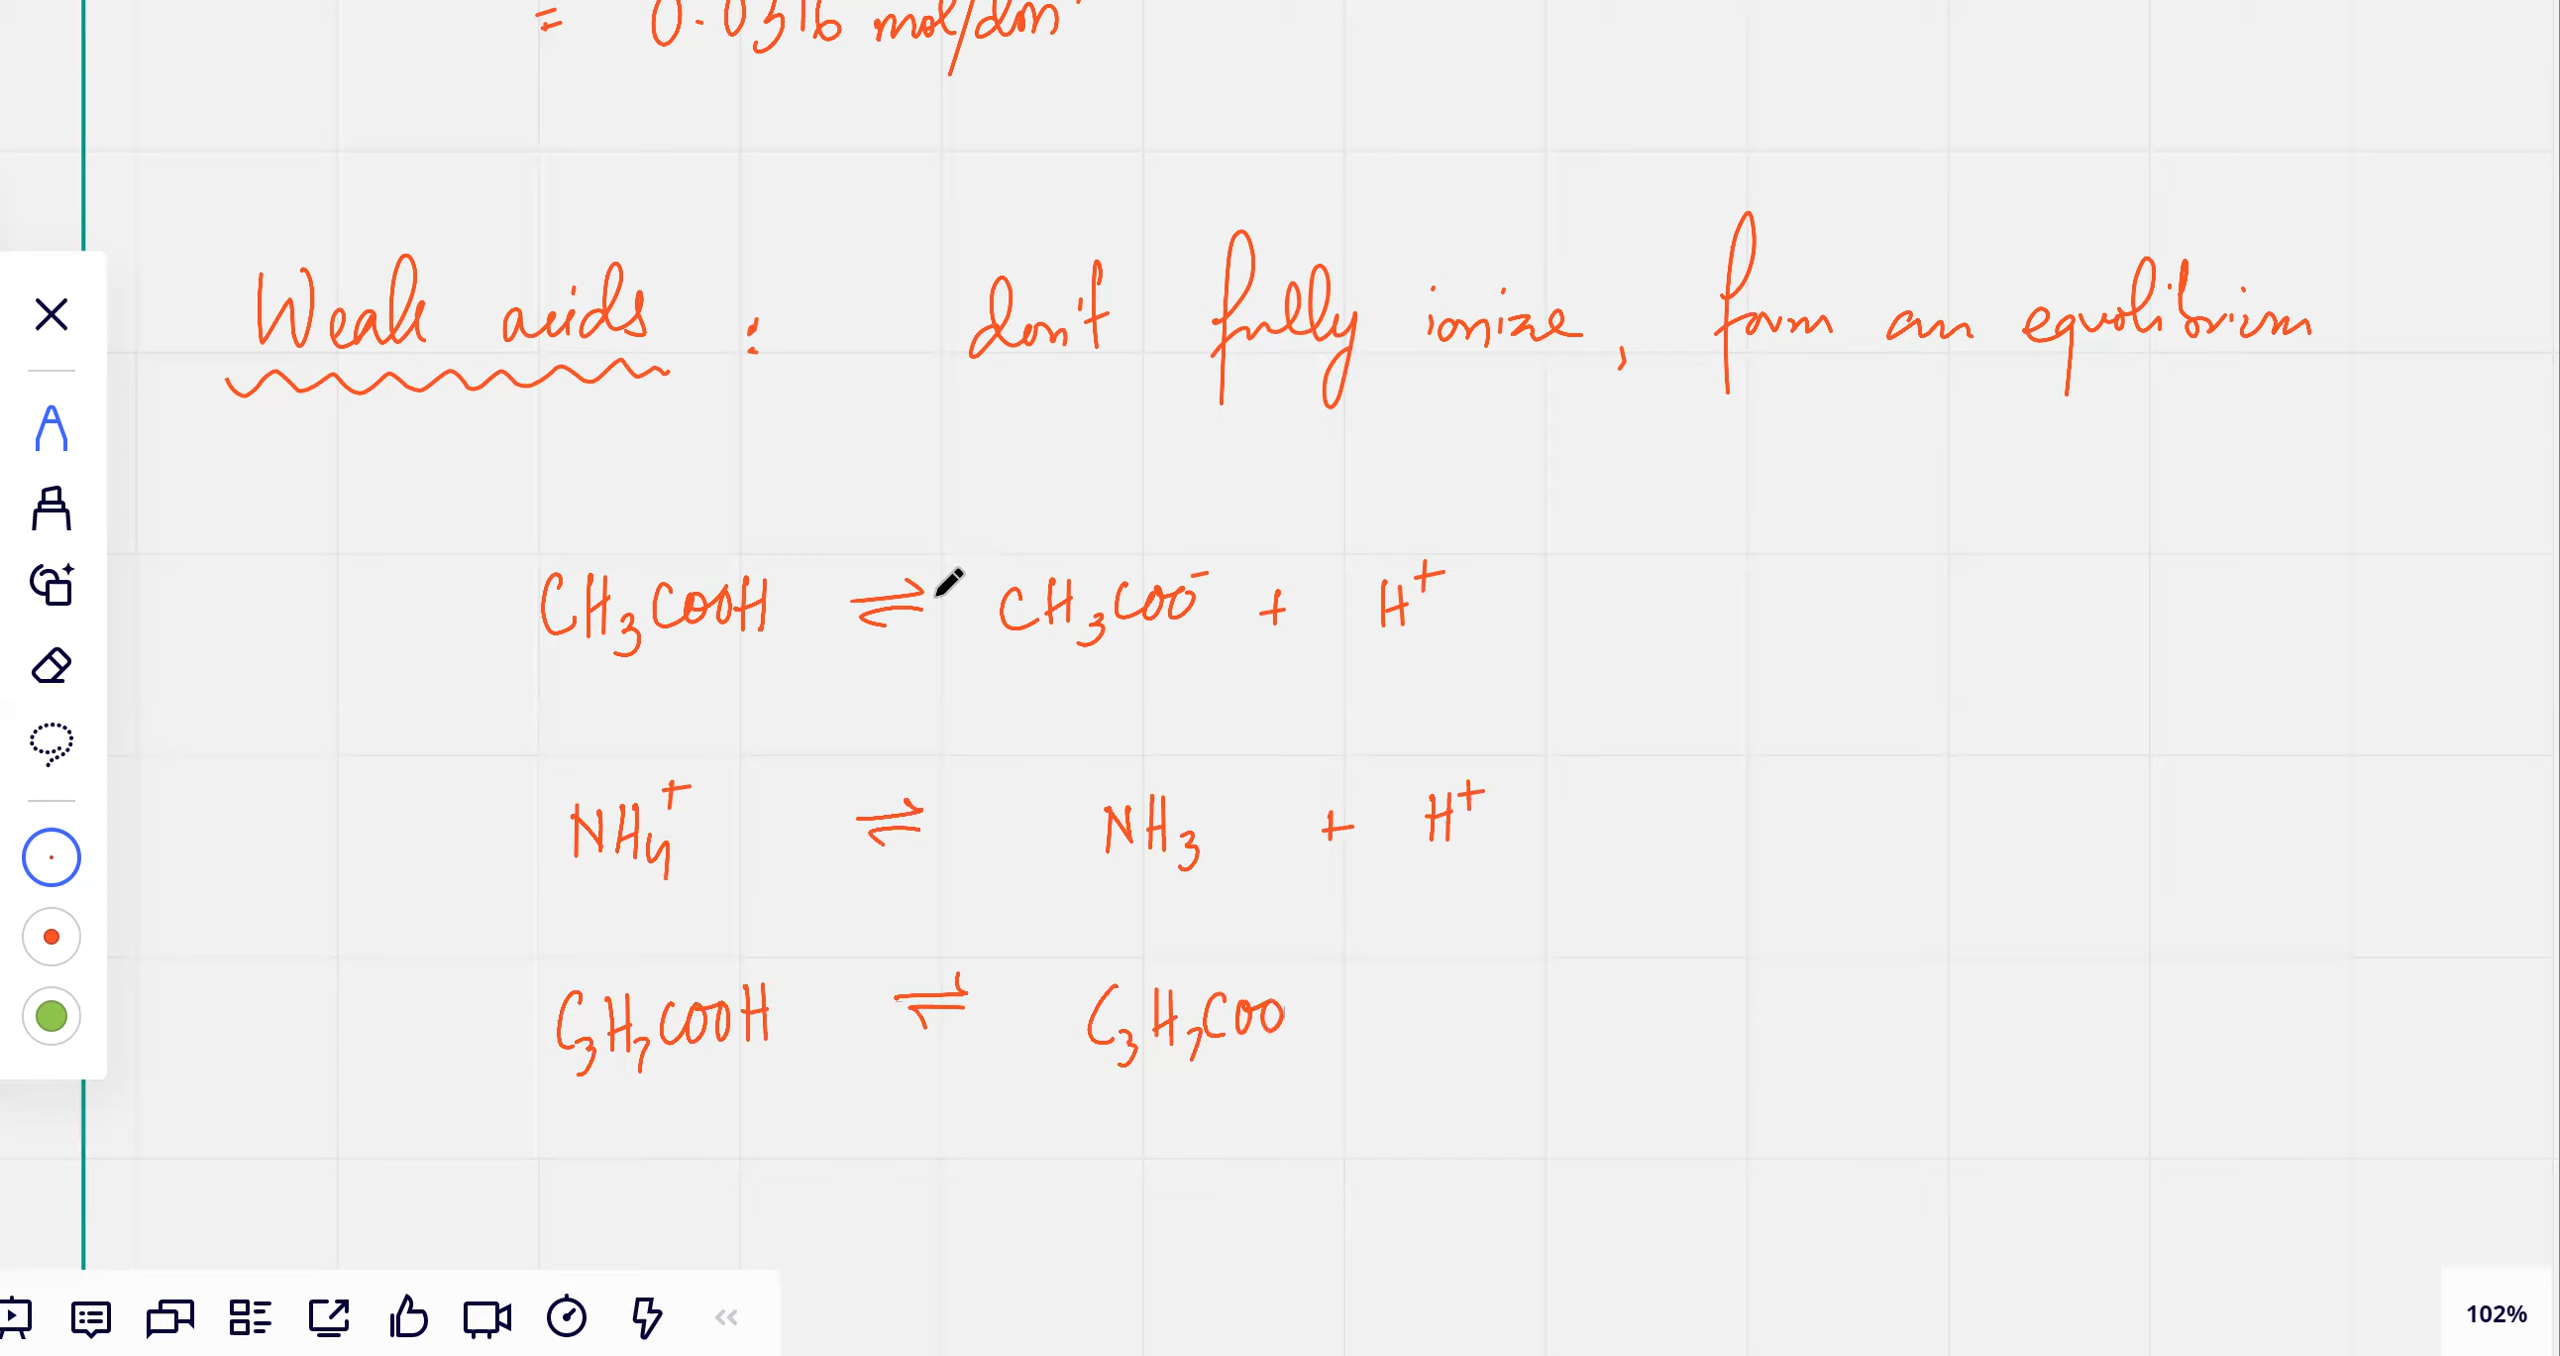 = 0.0316 mol/dm
Weak acids : don't fully ionize, form an equilibrium
CH₃COOH ⇌ CH₃COO⁻ + H⁺
NH₄⁺ ⇌ NH₃ + H⁺
C₃H₇COOH ⇌ C₃H₇COO
102%